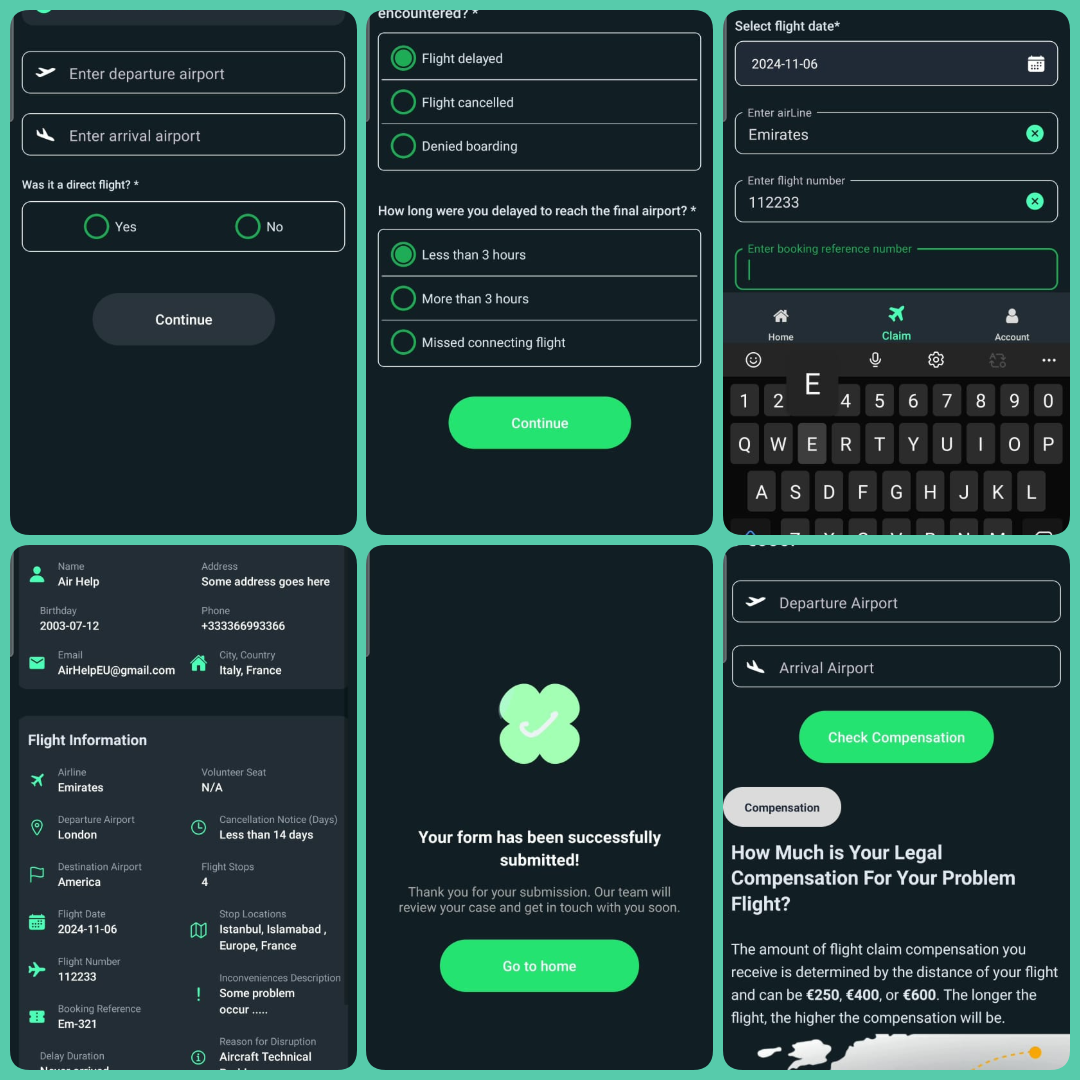 Enter departure airport
Enter arrival airport
Was it a direct flight? *
Yes
No
Continue
encountered? *
Flight delayed
Flight cancelled
Denied boarding
How long were you delayed to reach the final airport? *
Less than 3 hours
More than 3 hours
Missed connecting flight
Continue
Select flight date*
2024-11-06
Enter airLine
Emirates
Enter flight number
112233
Enter booking reference number
Home
Claim
Account
E
1 2 4 5 6 7 8 9 0
Q W E R T Y U I O P
A S D F G H J K L
Name
Air Help
Address
Some address goes here
Birthday
2003-07-12
Phone
+333366993366
Email
AirHelpEU@gmail.com
City, Country
Italy, France
Flight Information
Airline
Emirates
Volunteer Seat
N/A
Departure Airport
London
Cancellation Notice (Days)
Less than 14 days
Destination Airport
America
Flight Stops
4
Flight Date
2024-11-06
Stop Locations
Istanbul, Islamabad ,
Europe, France
Flight Number
112233
Inconveniences Description
Some problem
occur .....
Booking Reference
Em-321
Reason for Disruption
Aircraft Technical
Delay Duration
Never arrived
Your form has been successfully
submitted!
Thank you for your submission. Our team will
review your case and get in touch with you soon.
Go to home
Departure Airport
Arrival Airport
Check Compensation
Compensation
How Much is Your Legal
Compensation For Your Problem
Flight?
The amount of flight claim compensation you
receive is determined by the distance of your flight
and can be €250, €400, or €600. The longer the
flight, the higher the compensation will be.